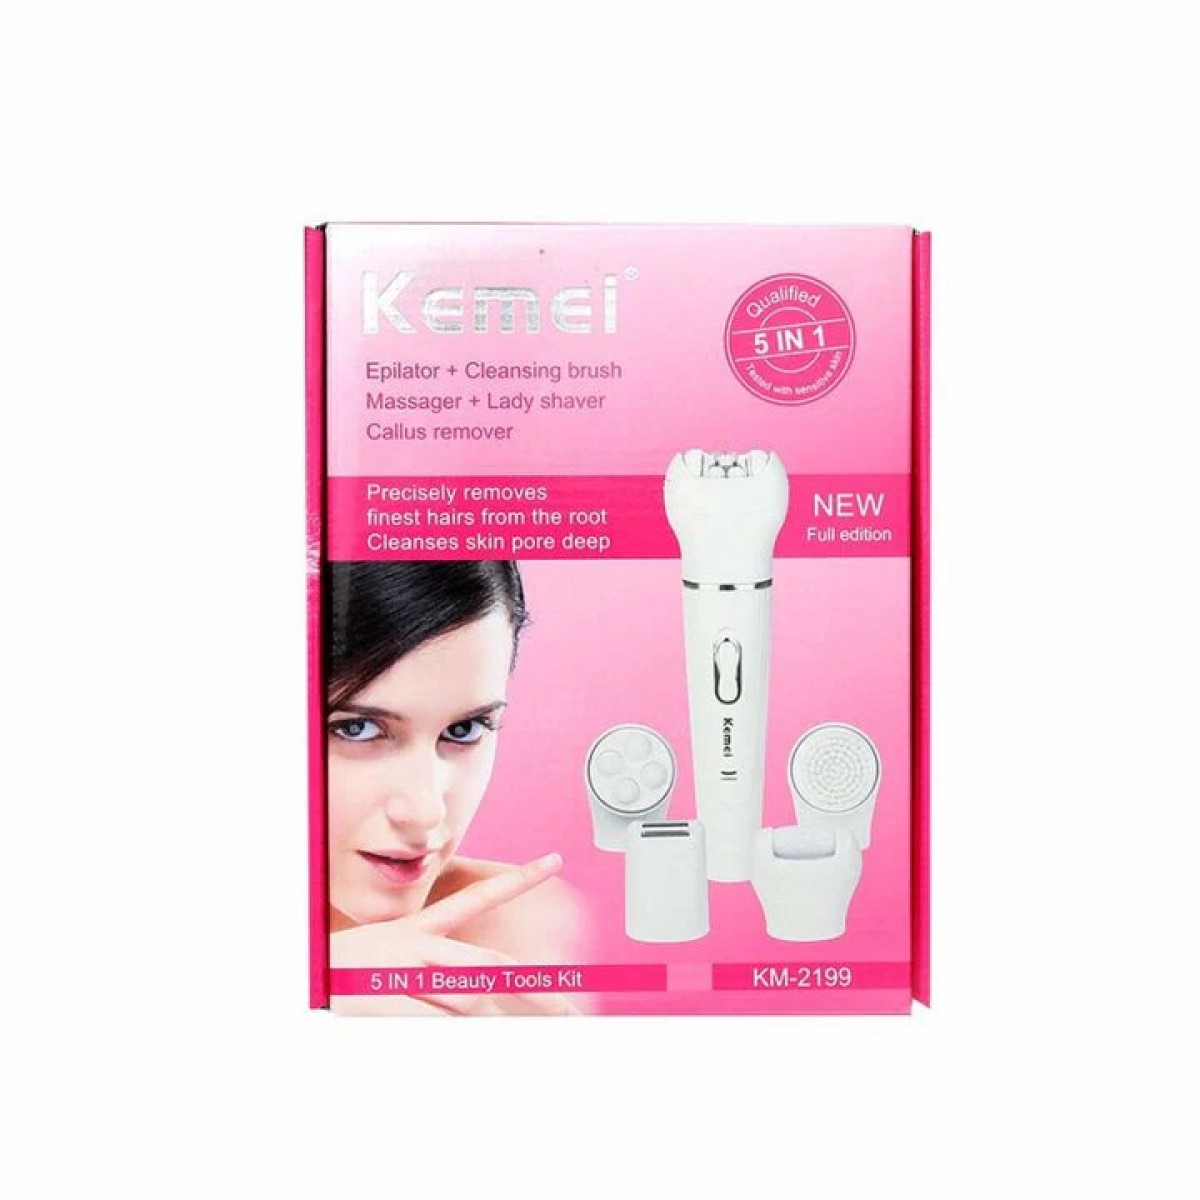 Kemei®
Epilator + Cleansing brush
Massager + Lady shaver
Callus remover
Qualified
5 IN 1
Tested with sensitive skin
Precisely removes
finest hairs from the root
Cleanses skin pore deep
NEW
Full edition
Kemei
5 IN 1 Beauty Tools Kit
KM-2199